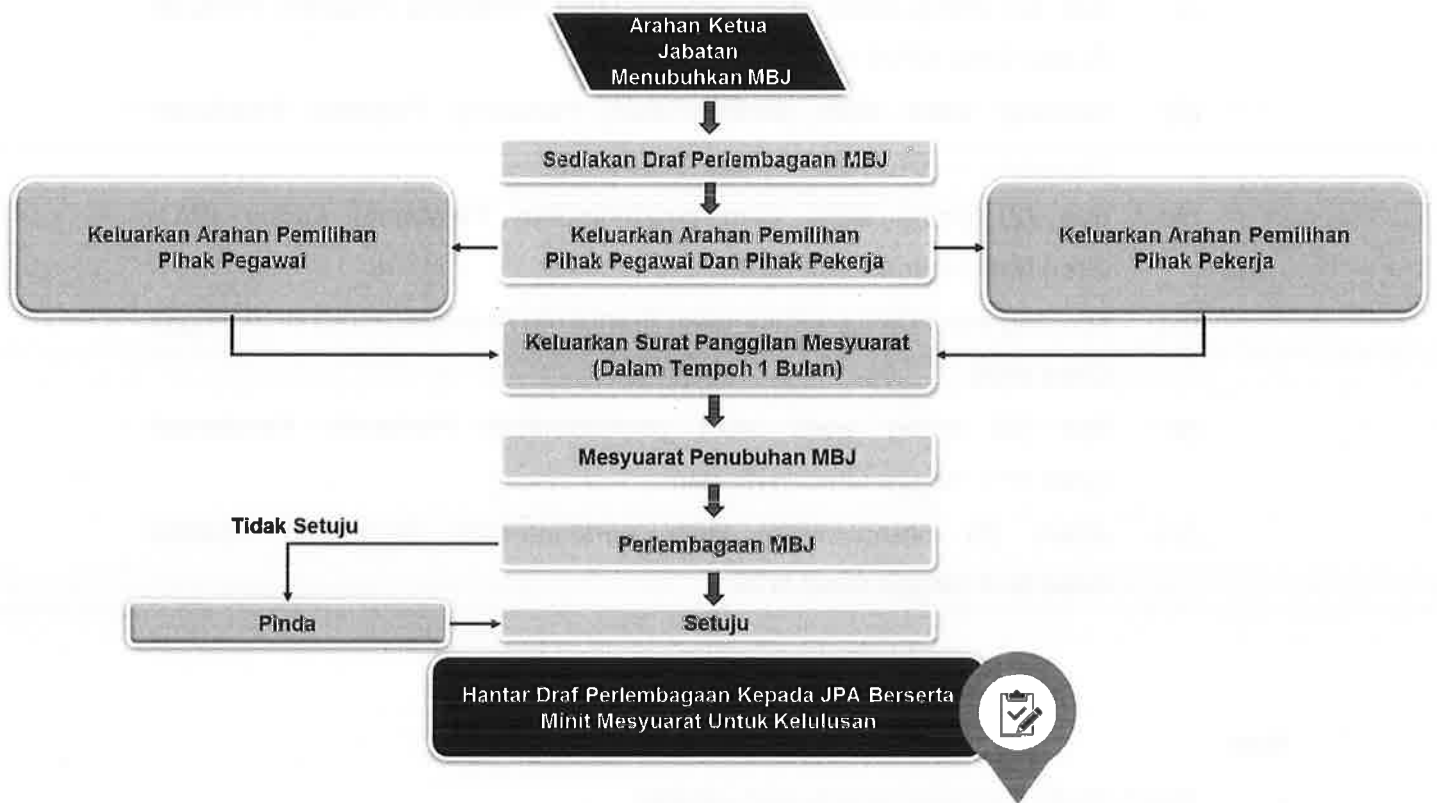 Arahan Ketua
Jabatan
Menubuhkan MBJ
Sediakan Draf Perlembagaan MBJ
Keluarkan Arahan Pemilihan
Pihak Pegawai
Keluarkan Arahan Pemilihan
Pihak Pegawai Dan Pihak Pekerja
Keluarkan Arahan Pemilihan
Pihak Pekerja
Keluarkan Surat Panggilan Mesyuarat
(Dalam Tempoh 1 Bulan)
Mesyuarat Penubuhan MBJ
Tidak Setuju
Perlembagaan MBJ
Pinda
Setuju
Hantar Draf Perlembagaan Kepada JPA Berserta
Minit Mesyuarat Untuk Kelulusan